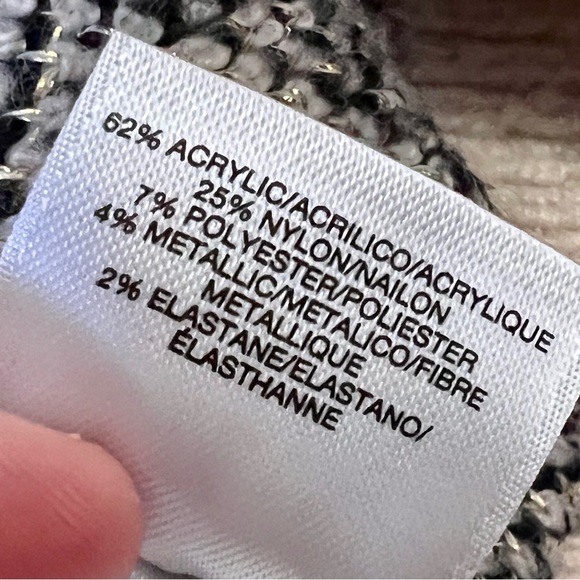 62% ACRYLIC/ACRILICO/ACRYLIQUE
25% NYLON/NAILON
7% POLYESTER/POLIESTER
4% METALLIC/METALICO/FIBRE
METALLIQUE
2% ELASTANE/ELASTANO/
ÉLASTHANNE